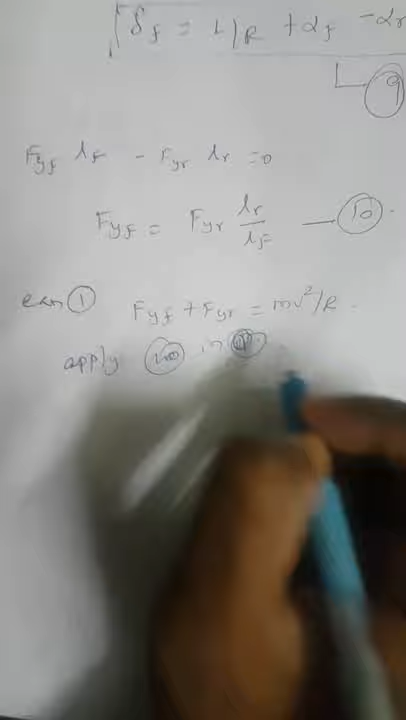 δf = L/R + αf - αr
9
Fyf lf - Fyr lr = 0
Fyf = Fyr lr/lf — 10.
eqn 1 Fyf + Fyr = mv²/R.
apply 10 in